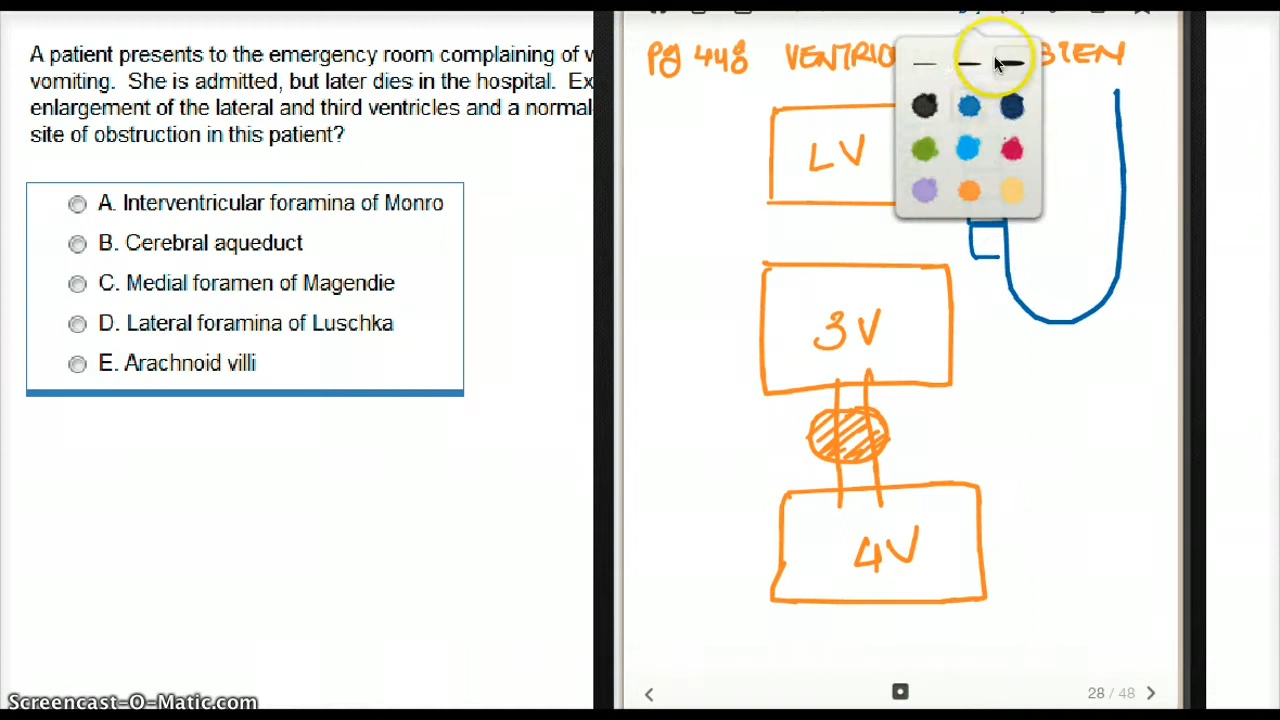 A patient presents to the emergency room complaining of
vomiting. She is admitted, but later dies in the hospital.
enlargement of the lateral and third ventricles and a normal
site of obstruction in this patient?
A. Interventricular foramina of Monro
B. Cerebral aqueduct
C. Medial foramen of Magendie
D. Lateral foramina of Luschka
E. Arachnoid villi
Pg 448 VENTRIC
LV
3V
4V
28 / 48
Screencast-O-Matic.com